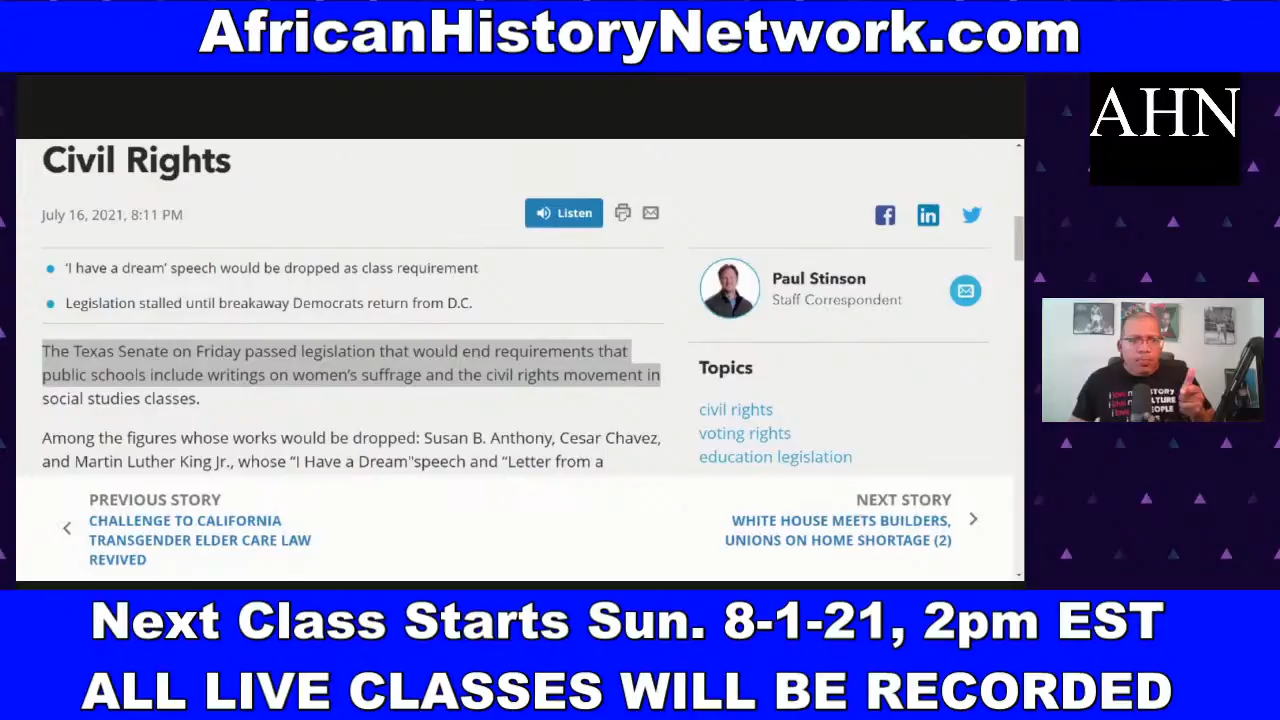 AfricanHistoryNetwork.com
AHN
Civil Rights
July 16, 2021, 8:11 PM
Listen
'I have a dream' speech would be dropped as class requirement
Legislation stalled until breakaway Democrats return from D.C.
Paul Stinson
Staff Correspondent
The Texas Senate on Friday passed legislation that would end requirements that
public schools include writings on women's suffrage and the civil rights movement in
social studies classes.
Among the figures whose works would be dropped: Susan B. Anthony, Cesar Chavez,
and Martin Luther King Jr., whose "I Have a Dream"speech and "Letter from a
Topics
civil rights
voting rights
education legislation
PREVIOUS STORY
CHALLENGE TO CALIFORNIA
TRANSGENDER ELDER CARE LAW
REVIVED
NEXT STORY
WHITE HOUSE MEETS BUILDERS,
UNIONS ON HOME SHORTAGE (2)
Next Class Starts Sun. 8-1-21, 2pm EST
ALL LIVE CLASSES WILL BE RECORDED